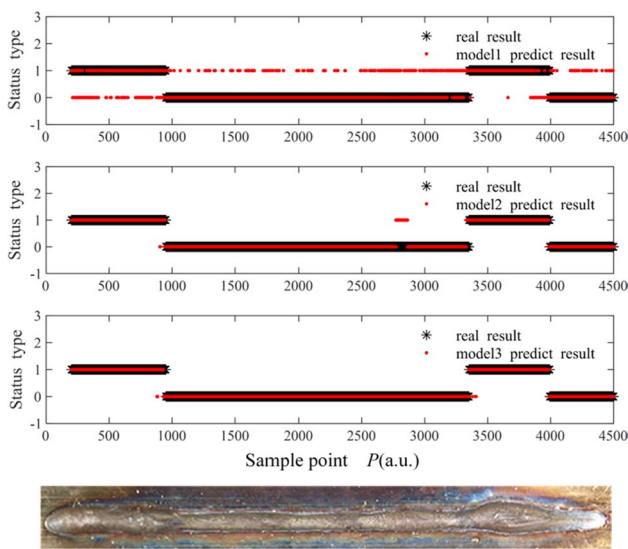 3
real result
2
model1 predict result
1
0
-1
Status type
0 500 1000 1500 2000 2500 3000 3500 4000 4500
3
real result
2
model2 predict result
1
0
-1
Status type
0 500 1000 1500 2000 2500 3000 3500 4000 4500
3
real result
2
model3 predict result
1
0
-1
Status type
0 500 1000 1500 2000 2500 3000 3500 4000 4500
Sample point P(a.u.)